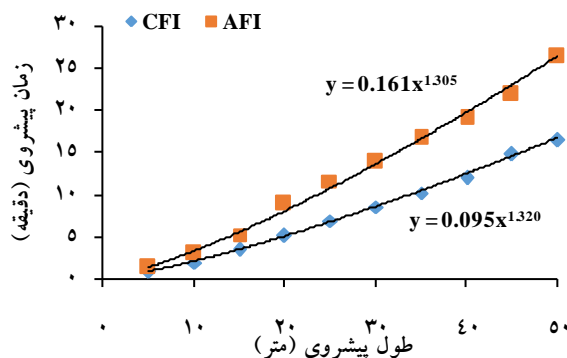 CFI AFI
۳۰
۲۵
۲۰
۱۵
۱۰
۵
۰
زمان پیشروی (دقیقه)
y = 0.161x^1.305
y = 0.095x^1.320
۰ ۱۰ ۲۰ ۳۰ ۴۰ ۵۰
طول پیشروی (متر)